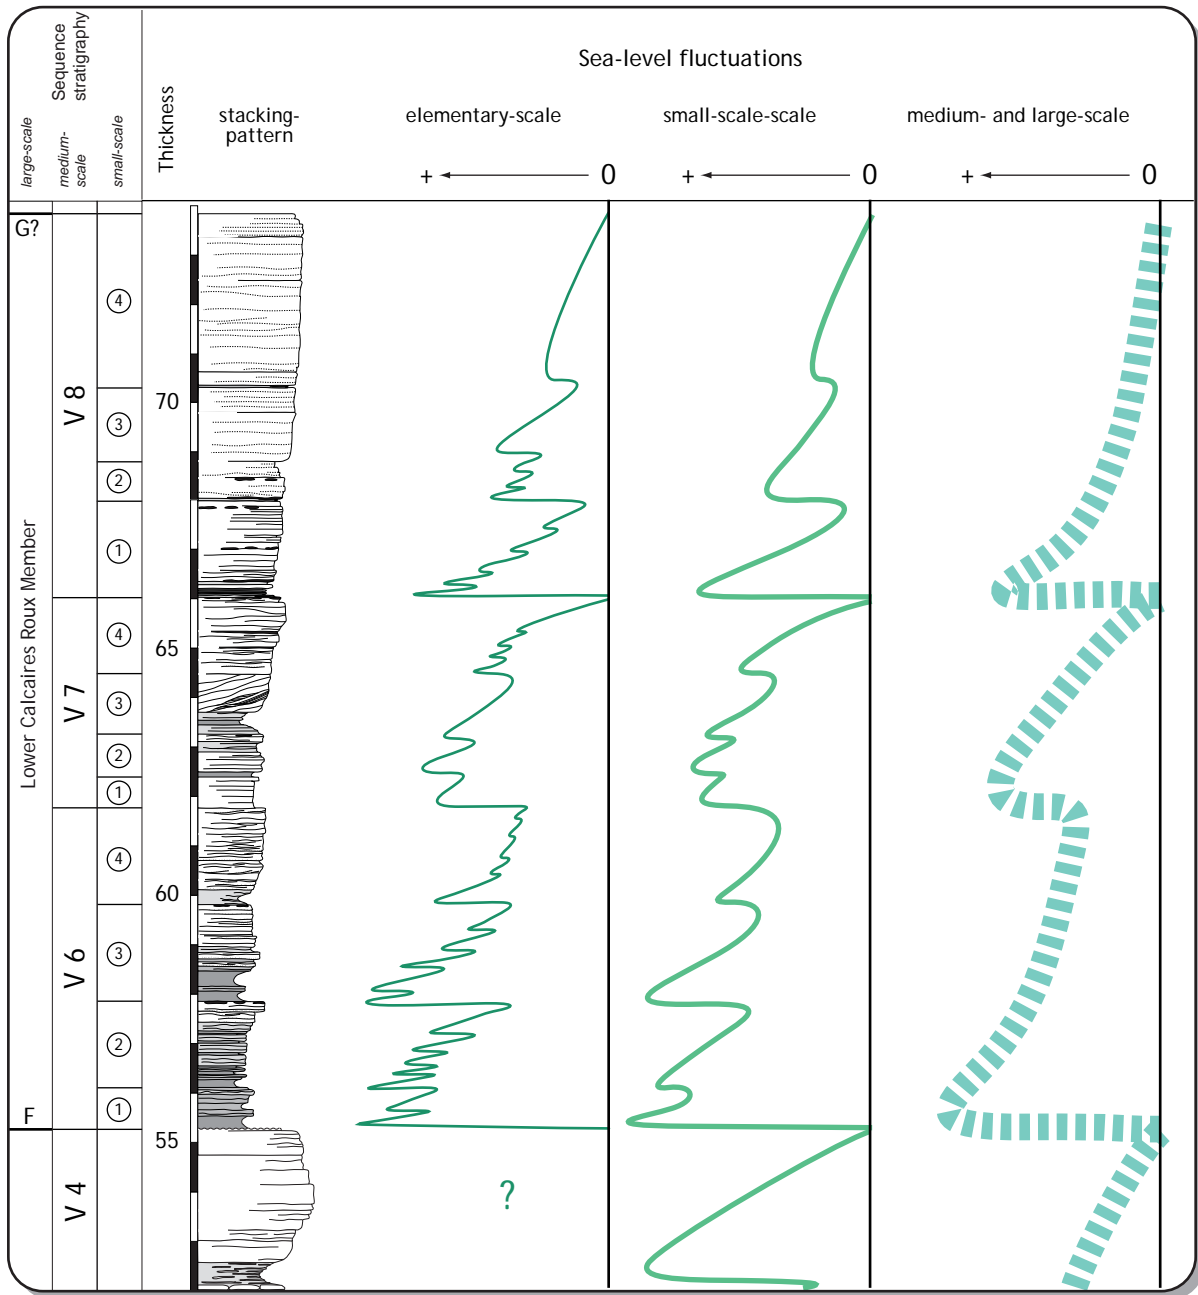 Sea-level fluctuations
Sequence
stratigraphy
large-scale
medium-
scale
small-scale
Thickness
stacking-
pattern
elementary-scale
small-scale-scale
medium- and large-scale
+ 0
+ 0
+ 0
G?
4
V 8
70
3
2
1
Lower Calcaires Roux Member
4
65
V 7
3
2
1
4
60
V 6
3
2
1
F
55
V 4
?